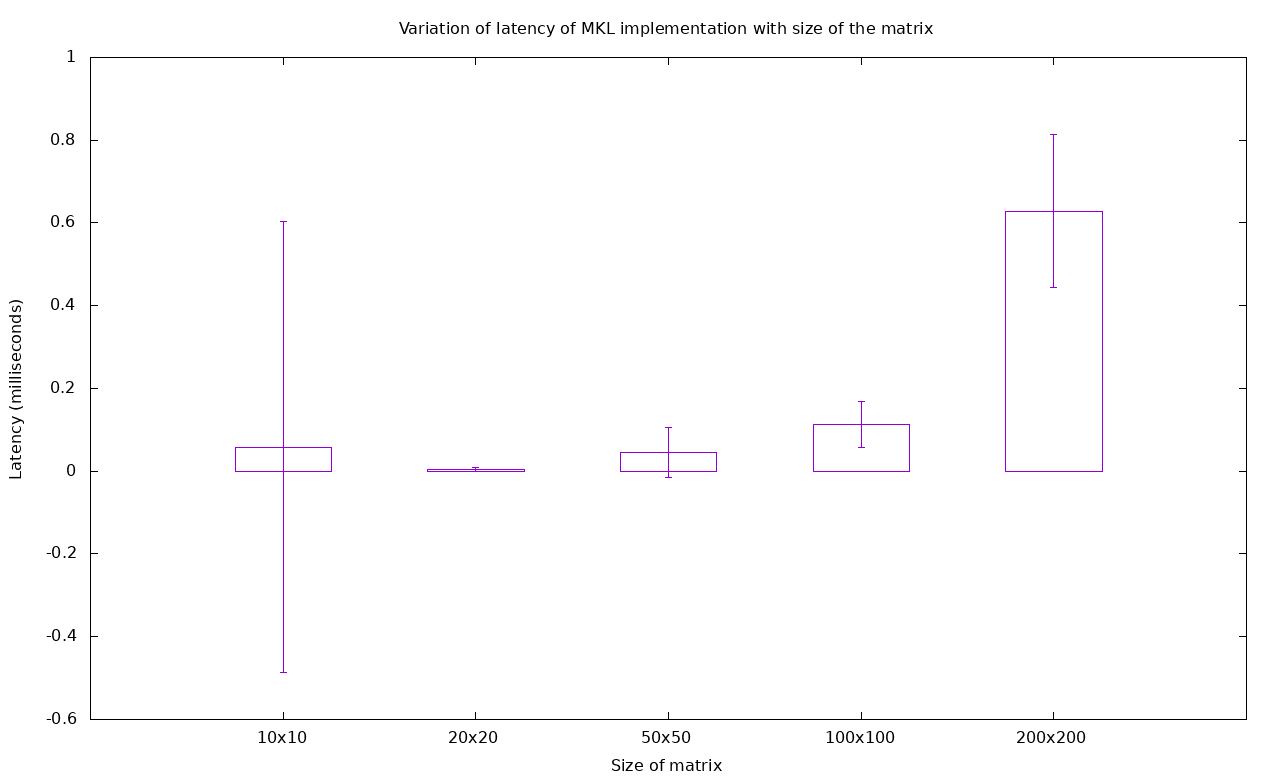 Variation of latency of MKL implementation with size of the matrix
1
0.8
0.6
0.4
0.2
0
-0.2
-0.4
-0.6
Latency (milliseconds)
10x10 20x20 50x50 100x100 200x200
Size of matrix